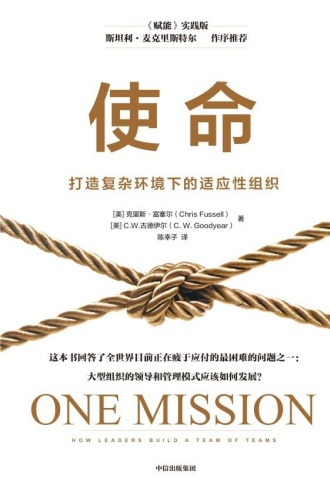 《赋能》实践版
斯坦利·麦克里斯特尔 作序推荐
使命
打造复杂环境下的适应性组织
[美] 克里斯·富塞尔（Chris Fussell）
[美] C.W.古德伊尔（C. W. Goodyear）
著
陈幸子 译
这本书回答了全世界目前正在疲于应付的最困难的问题之一：
大型组织的领导和管理模式应该如何发展？
ONE MISSION
HOW LEADERS BUILD A TEAM OF TEAMS
中信出版集团